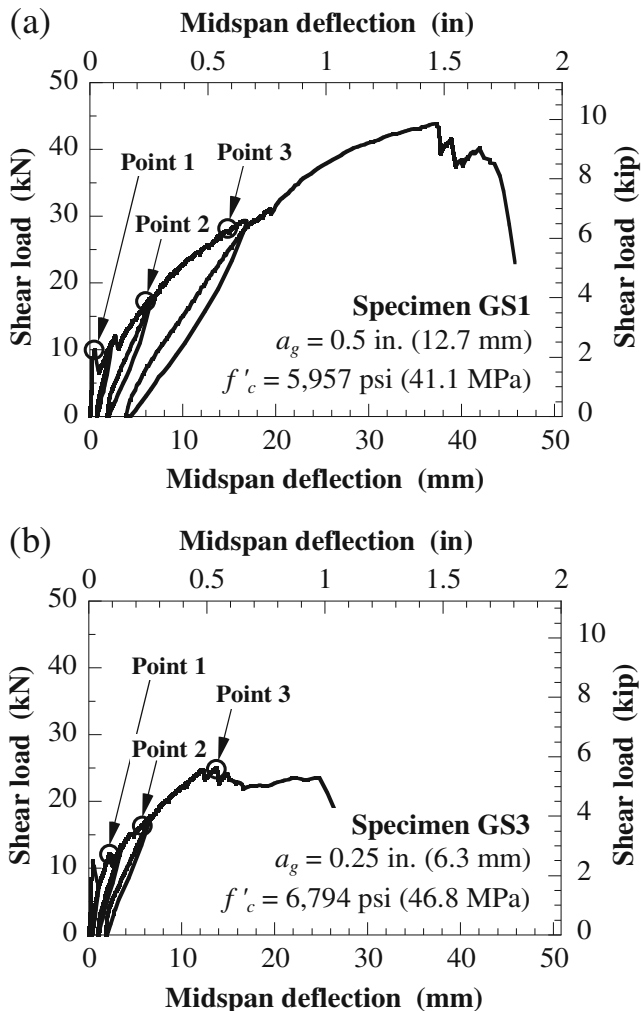 (a)
Midspan deflection (in)
0 0.5 1 1.5 2
Shear load (kN)
50
40
30
20
10
0
Point 1
Point 2
Point 3
Specimen GS1
a_g = 0.5 in. (12.7 mm)
f'_c = 5,957 psi (41.1 MPa)
10
8
6
4
2
0
Shear load (kip)
0 10 20 30 40 50
Midspan deflection (mm)
(b)
Midspan deflection (in)
0 0.5 1 1.5 2
Shear load (kN)
50
40
30
20
10
0
Point 1
Point 2
Point 3
Specimen GS3
a_g = 0.25 in. (6.3 mm)
f'_c = 6,794 psi (46.8 MPa)
10
8
6
4
2
0
Shear load (kip)
0 10 20 30 40 50
Midspan deflection (mm)